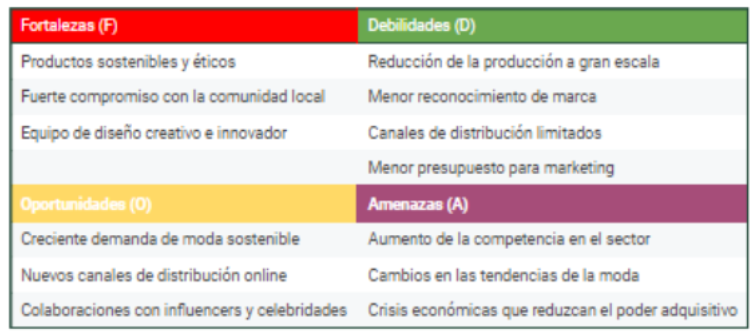 Fortalezas (F)
Debilidades (D)
Productos sostenibles y éticos
Reducción de la producción a gran escala
Fuerte compromiso con la comunidad local
Menor reconocimiento de marca
Equipo de diseño creativo e innovador
Canales de distribución limitados
Menor presupuesto para marketing
Oportunidades (O)
Amenazas (A)
Creciente demanda de moda sostenible
Aumento de la competencia en el sector
Nuevos canales de distribución online
Cambios en las tendencias de la moda
Colaboraciones con influencers y celebridades
Crisis económicas que reduzcan el poder adquisitivo